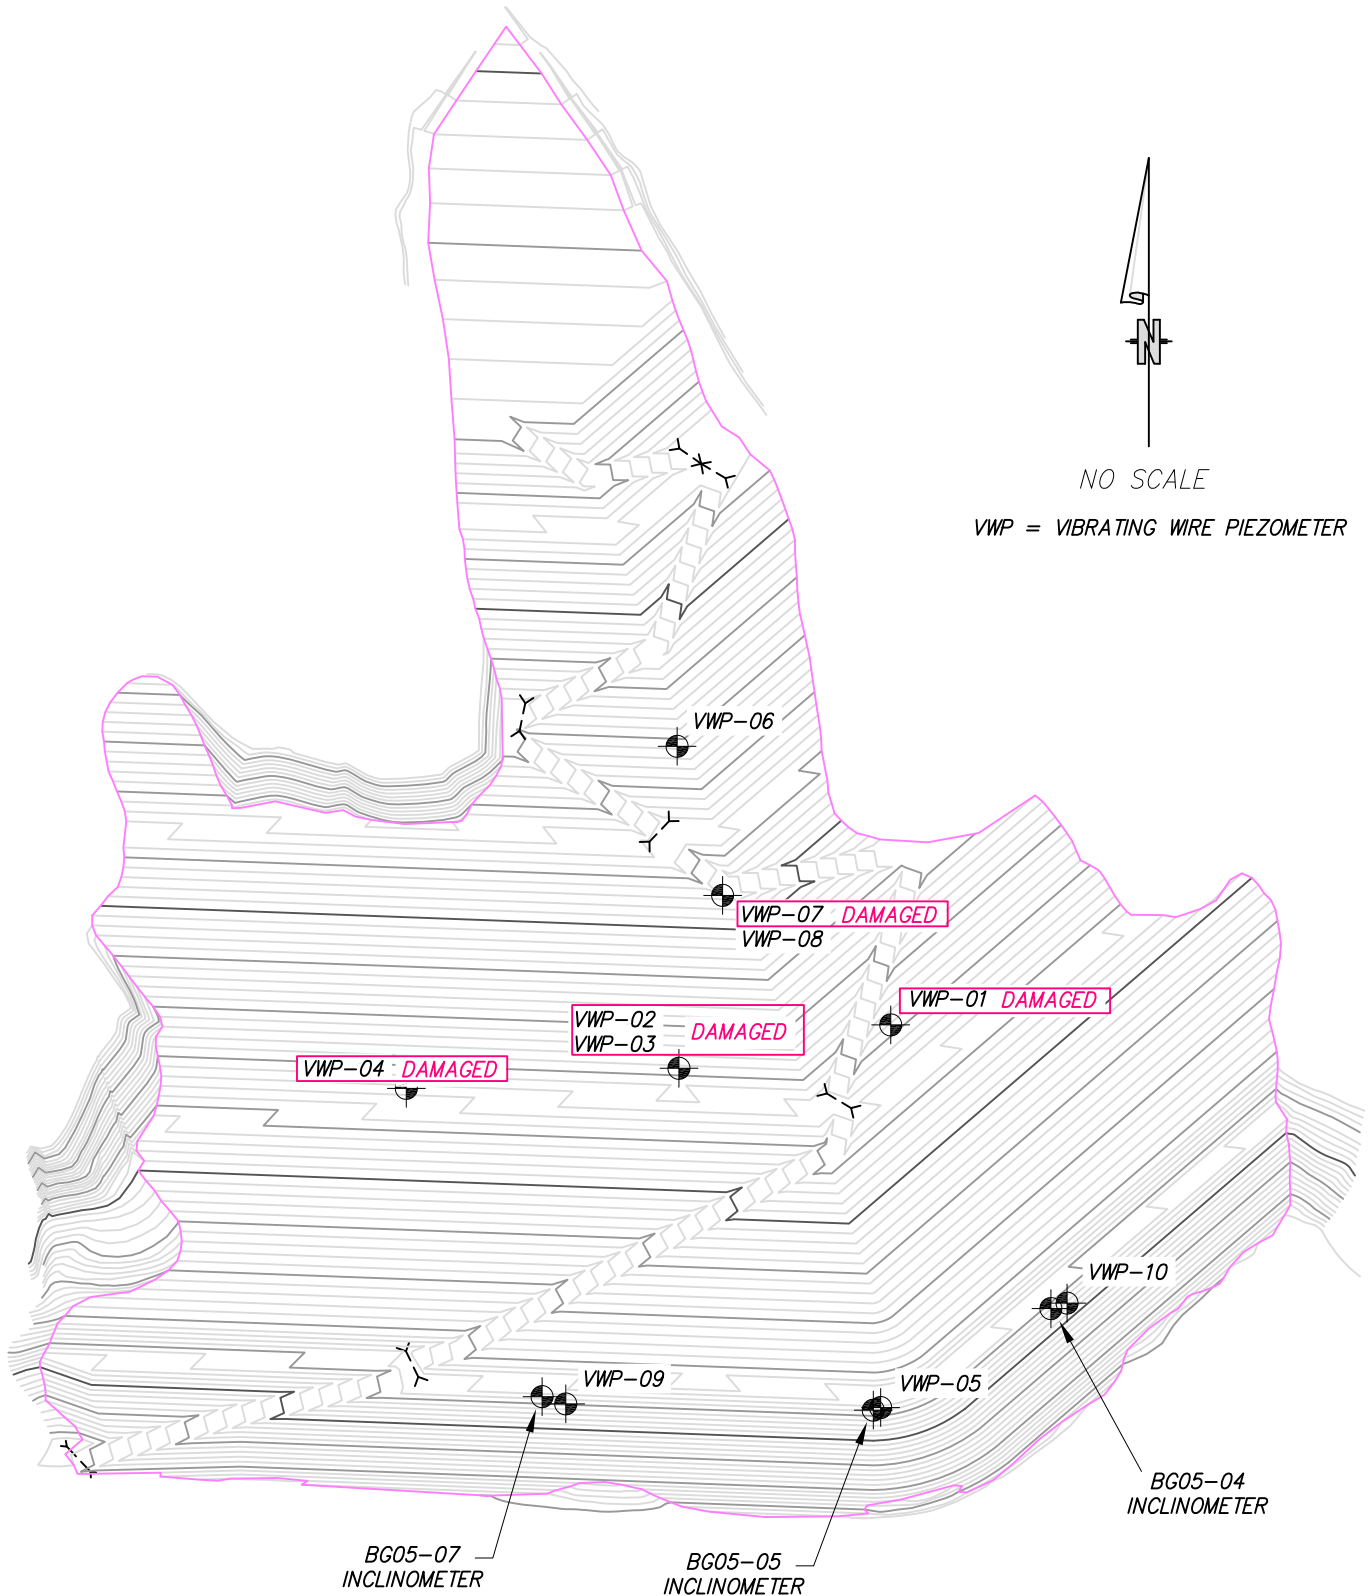 N
NO SCALE
VWP = VIBRATING WIRE PIEZOMETER
VWP-06
VWP-07 DAMAGED
VWP-08
VWP-01 DAMAGED
VWP-02
VWP-03
DAMAGED
VWP-04 DAMAGED
VWP-10
VWP-09
VWP-05
BG05-04
INCLINOMETER
BG05-07
INCLINOMETER
BG05-05
INCLINOMETER